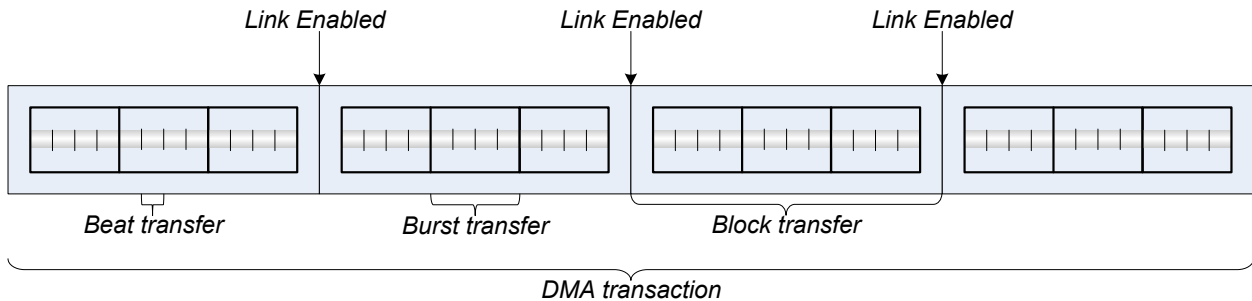 Link Enabled Link Enabled Link Enabled
Beat transfer Burst transfer Block transfer
DMA transaction